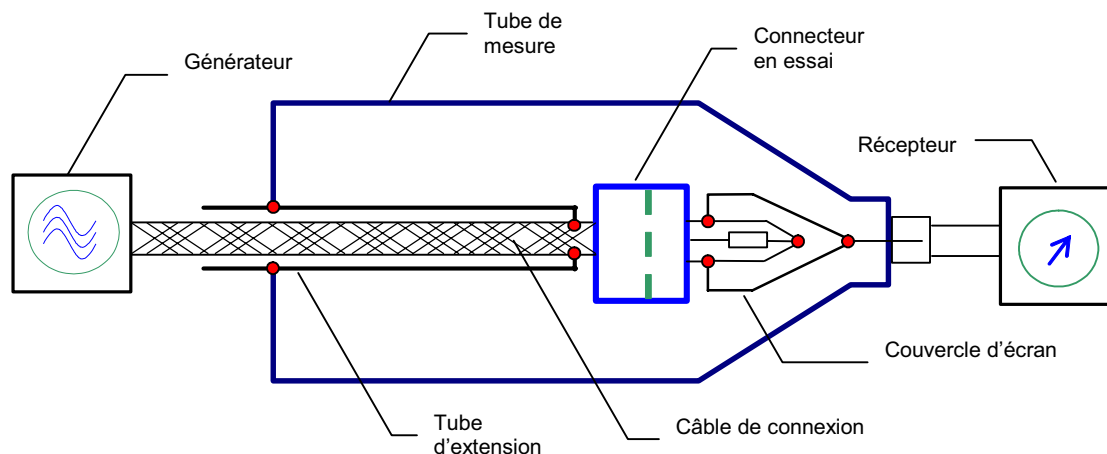 Tube de
mesure
Connecteur
en essai
Générateur
Récepteur
Couvercle d’écran
Tube
d’extension
Câble de connexion